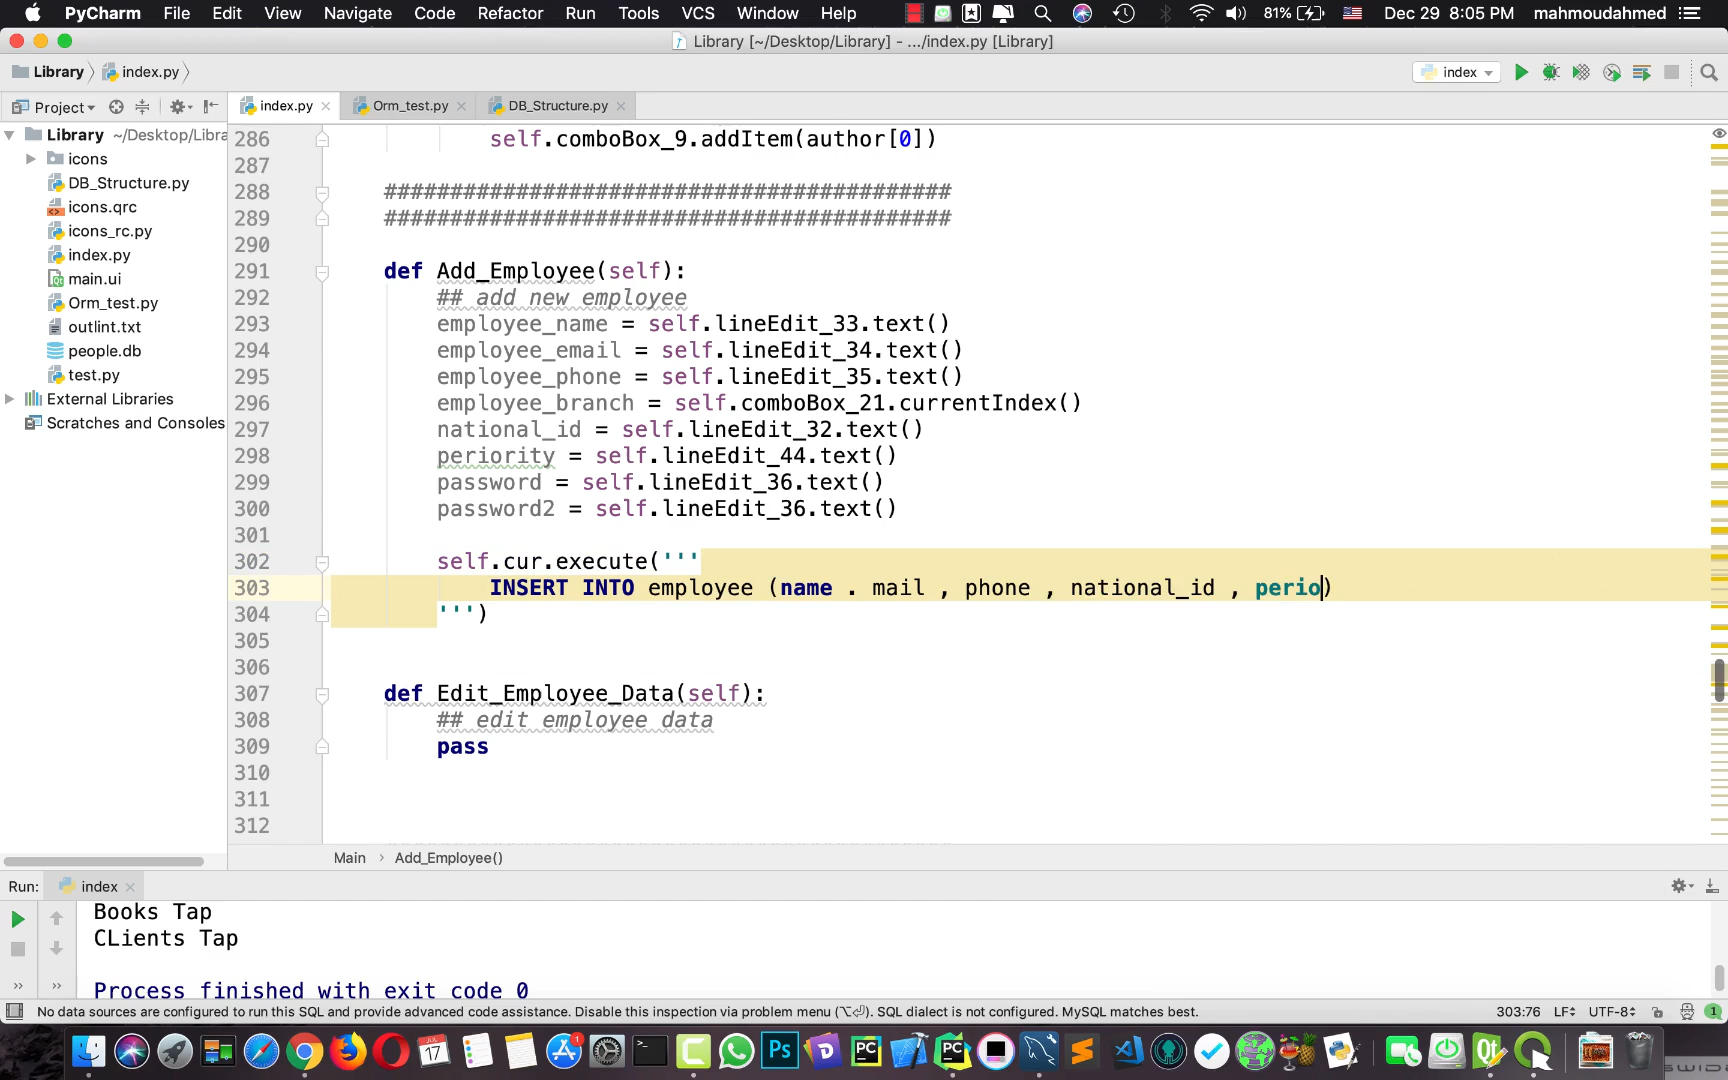 PyCharm File Edit View Navigate Code Refactor Run Tools VCS Window Help 81% Dec 29 8:05 PM mahmoudahmed
Library [~/Desktop/Library] - .../index.py [Library]
Library index.py index
Project index.py Orm_test.py DB_Structure.py
Library ~/Desktop/Libra
icons
DB_Structure.py
icons.qrc
icons_rc.py
index.py
main.ui
Orm_test.py
outlint.txt
people.db
test.py
External Libraries
Scratches and Consoles
286 self.comboBox_9.addItem(author[0])
287
288 ###########################################
289 ###########################################
290
291 def Add_Employee(self):
292 ## add new employee
293 employee_name = self.lineEdit_33.text()
294 employee_email = self.lineEdit_34.text()
295 employee_phone = self.lineEdit_35.text()
296 employee_branch = self.comboBox_21.currentIndex()
297 national_id = self.lineEdit_32.text()
298 periority = self.lineEdit_44.text()
299 password = self.lineEdit_36.text()
300 password2 = self.lineEdit_36.text()
301
302 self.cur.execute('''
303 INSERT INTO employee (name . mail , phone , national_id , perio)
304 ''')
305
306
307 def Edit_Employee_Data(self):
308 ## edit employee data
309 pass
310
311
312
Main › Add_Employee()
Run: index
Books Tap
CLients Tap
Process finished with exit code 0
No data sources are configured to run this SQL and provide advanced code assistance. Disable this inspection via problem menu (⌥⏎). SQL dialect is not configured. MySQL matches best. 303:76 LF UTF-8 1
JUL 17 1 Ps PC PC Qt